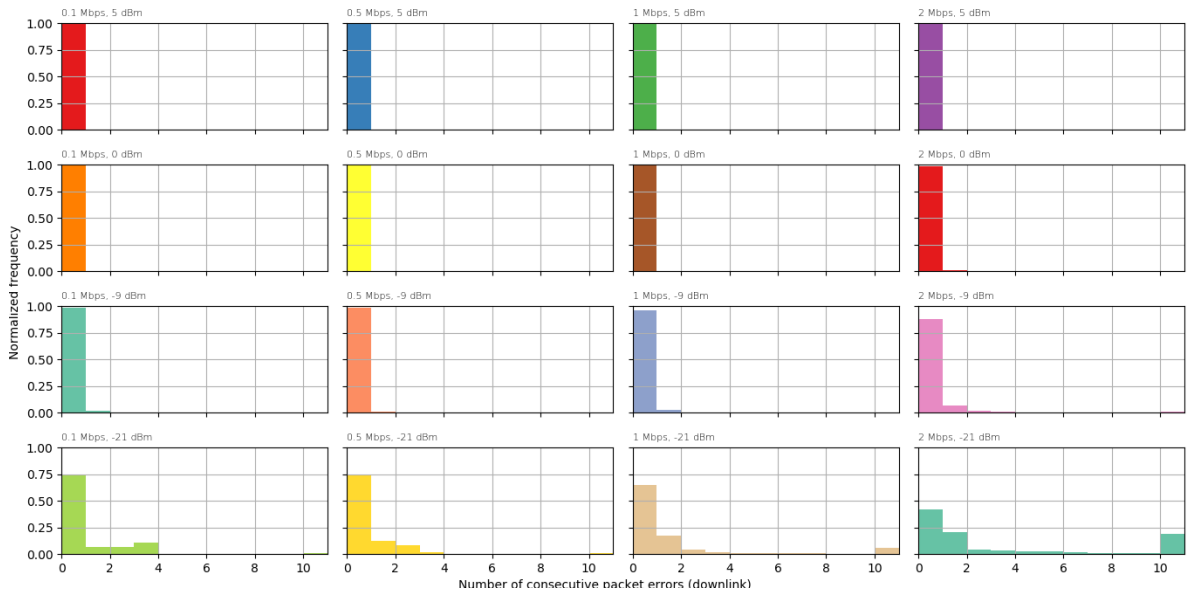 0.1 Mbps, 5 dBm
0.5 Mbps, 5 dBm
1 Mbps, 5 dBm
2 Mbps, 5 dBm
1.00
0.75
0.50
0.25
0.00
0.1 Mbps, 0 dBm
0.5 Mbps, 0 dBm
1 Mbps, 0 dBm
2 Mbps, 0 dBm
1.00
0.75
0.50
0.25
0.00
Normalized frequency
0.1 Mbps, -9 dBm
0.5 Mbps, -9 dBm
1 Mbps, -9 dBm
2 Mbps, -9 dBm
1.00
0.75
0.50
0.25
0.00
0.1 Mbps, -21 dBm
0.5 Mbps, -21 dBm
1 Mbps, -21 dBm
2 Mbps, -21 dBm
1.00
0.75
0.50
0.25
0.00
0 2 4 6 8 10
0 2 4 6 8 10
0 2 4 6 8 10
0 2 4 6 8 10
Number of consecutive packet errors (downlink)